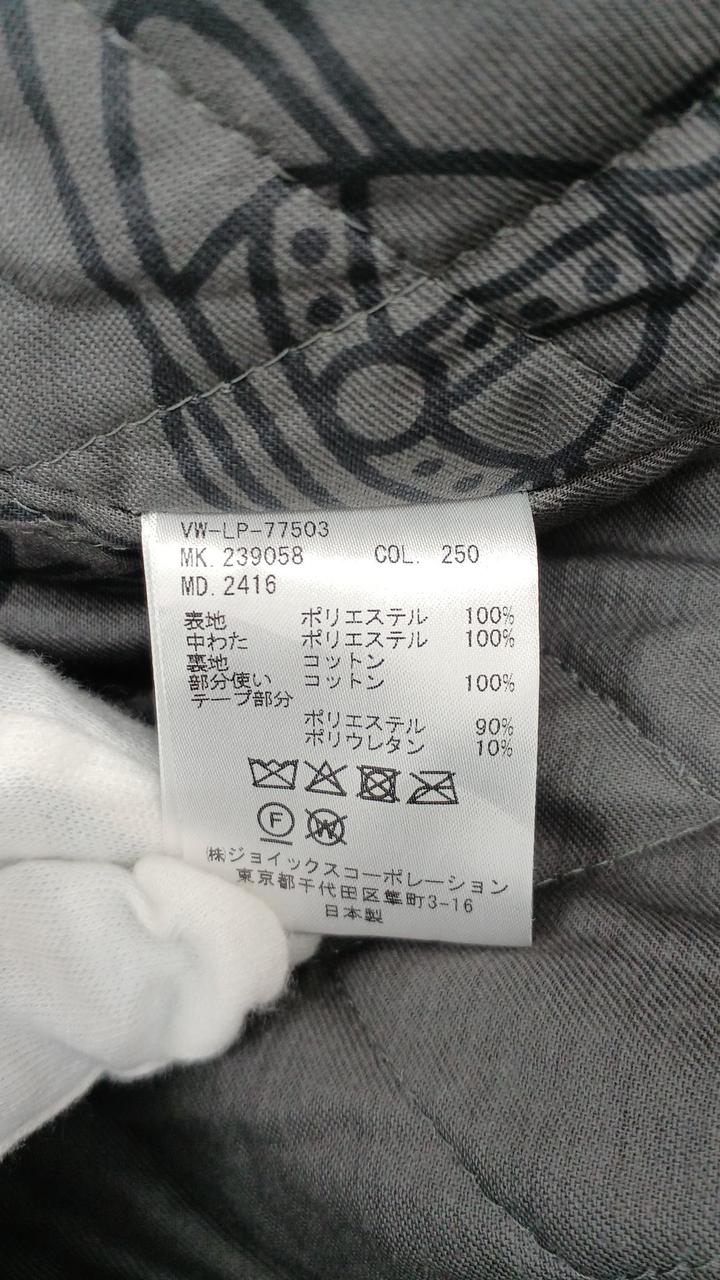 VW-LP-77503
MK. 239058 COL. 250
MD. 2416
表地 ポリエステル 100%
中わた ポリエステル 100%
裏地 コットン
部分使い コットン 100%
テープ部分
ポリエステル 90%
ポリウレタン 10%
F W
㈱ジョイックスコーポレーション
東京都千代田区隼町3-16
日本製